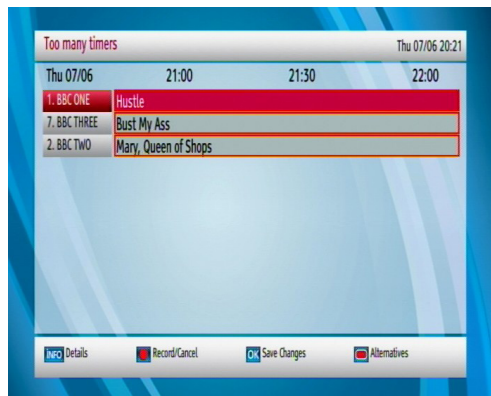 Too many timers Thu 07/06 20:21
Thu 07/06 21:00 21:30 22:00
1. BBC ONE Hustle
7. BBC THREE Bust My Ass
2. BBC TWO Mary, Queen of Shops
INFO Details Record/Cancel OK Save Changes Alternatives